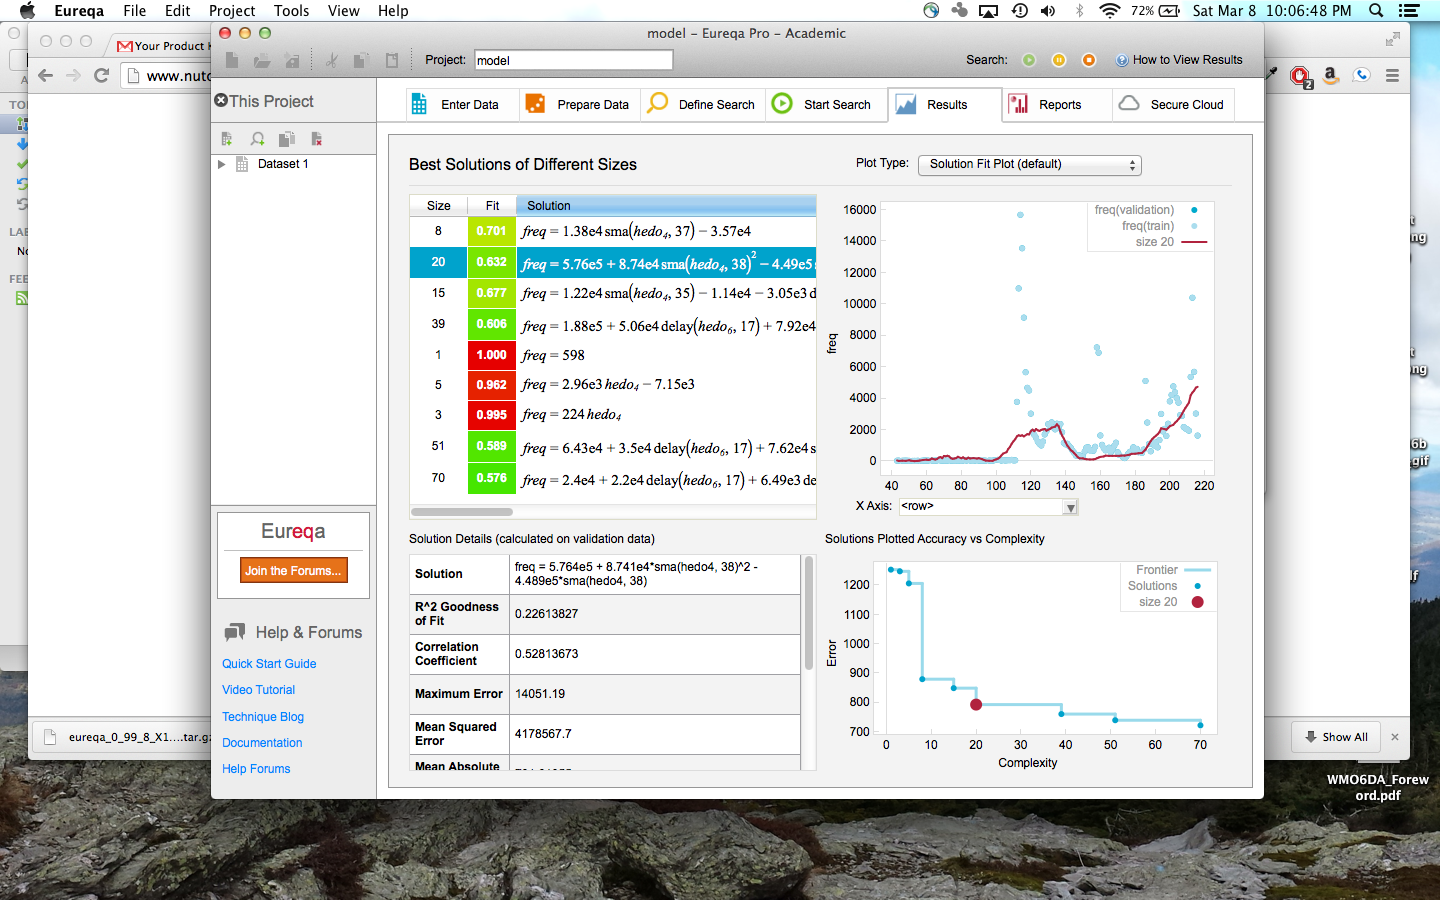 Eureqa File Edit Project Tools View Help
72% Sat Mar 8 10:06:48 PM
Your Product
www.nuto
model – Eureqa Pro – Academic
Project: model
Search: How to View Results
This Project
Enter Data Prepare Data Define Search Start Search Results Reports Secure Cloud
Dataset 1
Best Solutions of Different Sizes
Plot Type: Solution Fit Plot (default)
Size Fit Solution
8 0.701 freq = 1.38e4 sma(hedo₄, 37) − 3.57e4
20 0.632 freq = 5.76e5 + 8.74e4 sma(hedo₄, 38)² − 4.49e5
15 0.677 freq = 1.22e4 sma(hedo₄, 35) − 1.14e4 − 3.05e3 d
39 0.606 freq = 1.88e5 + 5.06e4 delay(hedo₆, 17) + 7.92e4
1 1.000 freq = 598
5 0.962 freq = 2.96e3 hedo₄ − 7.15e3
3 0.995 freq = 224 hedo₄
51 0.589 freq = 6.43e4 + 3.5e4 delay(hedo₆, 17) + 7.62e4 s
70 0.576 freq = 2.4e4 + 2.2e4 delay(hedo₆, 17) + 6.49e3 de
freq(validation)
freq(train)
size 20
16000
14000
12000
10000
8000
6000
4000
2000
0
freq
40 60 80 100 120 140 160 180 200 220
X Axis: <row>
Eureqa
Join the Forums...
Help & Forums
Quick Start Guide
Video Tutorial
Technique Blog
Documentation
Help Forums
Solution Details (calculated on validation data)
Solution freq = 5.764e5 + 8.741e4*sma(hedo4, 38)^2 -
4.489e5*sma(hedo4, 38)
R^2 Goodness
of Fit 0.22613827
Correlation
Coefficient 0.52813673
Maximum Error 14051.19
Mean Squared
Error 4178567.7
Mean Absolute
Solutions Plotted Accuracy vs Complexity
Frontier
Solutions
size 20
1200
1100
1000
900
800
700
Error
0 10 20 30 40 50 60 70
Complexity
eureqa_0_99_8_X1....tar.gz
Show All
WMO6DA_Forew
ord.pdf